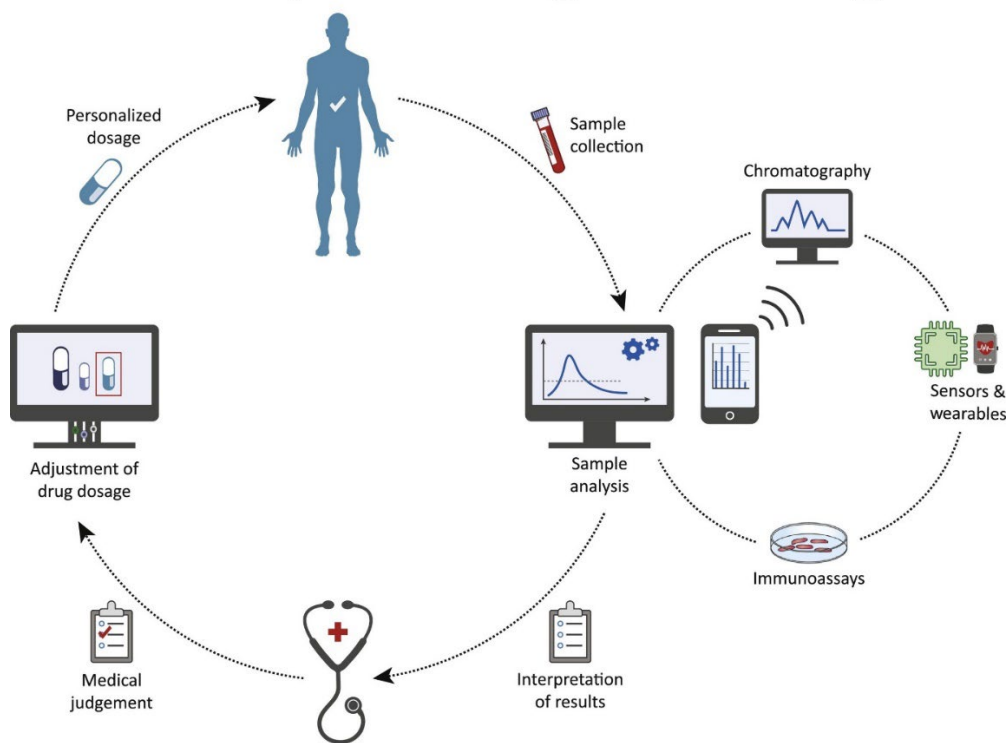 Personalized
dosage
Sample
collection
Chromatography
Sensors &
wearables
Adjustment of
drug dosage
Sample
analysis
Immunoassays
Medical
judgement
Interpretation
of results